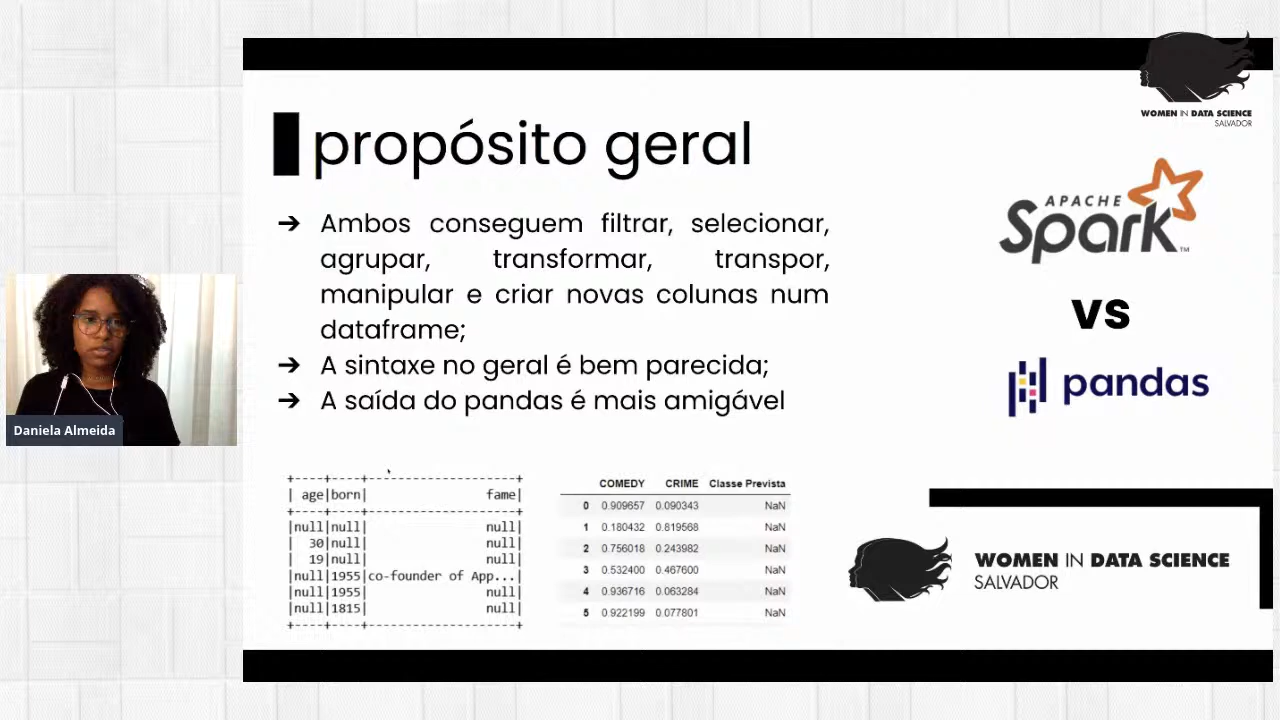 WOMEN IN DATA SCIENCE
SALVADOR
propósito geral
➔ Ambos conseguem filtrar, selecionar,
agrupar, transformar, transpor,
manipular e criar novas colunas num
dataframe;
➔ A sintaxe no geral é bem parecida;
➔ A saída do pandas é mais amigável
APACHE
Spark™
vs
pandas
Daniela Almeida
+----+----+------------------+
| age|born| fame|
+----+----+------------------+
|null|null| null|
| 30|null| null|
| 19|null| null|
|null|1955|co-founder of App...|
|null|1955| null|
|null|1815| null|
+----+----+------------------+
COMEDY CRIME Classe Prevista
0 0.909657 0.090343 NaN
1 0.180432 0.819568 NaN
2 0.756018 0.243982 NaN
3 0.532400 0.467600 NaN
4 0.936716 0.063284 NaN
5 0.922199 0.077801 NaN
WOMEN IN DATA SCIENCE
SALVADOR